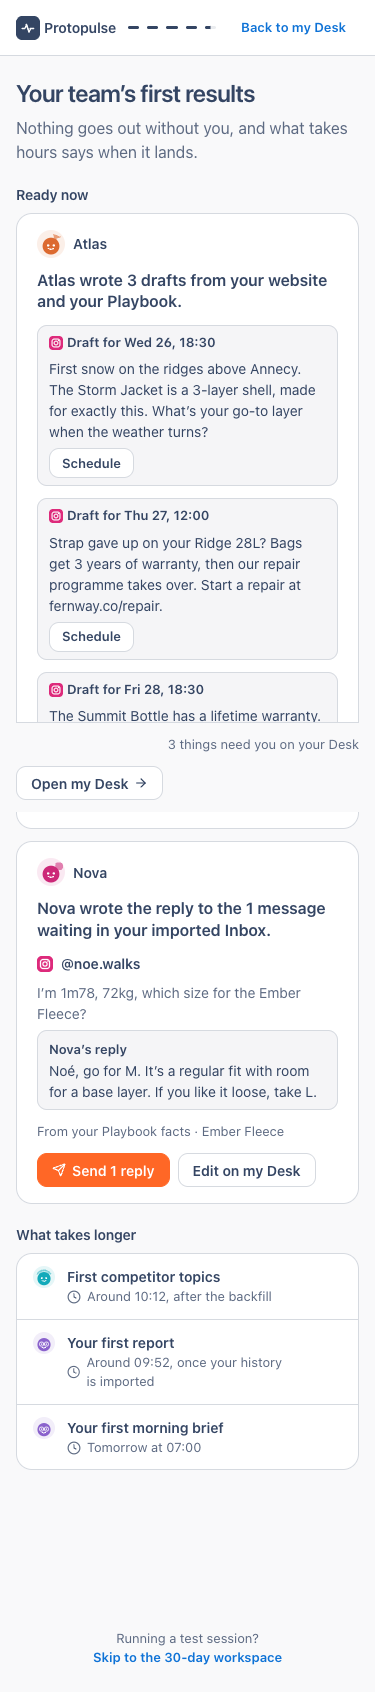 Protopulse
Back to my Desk
Your team's first results
Nothing goes out without you, and what takes
hours says when it lands.
Ready now
Atlas
Atlas wrote 3 drafts from your website
and your Playbook.
Draft for Wed 26, 18:30
First snow on the ridges above Annecy.
The Storm Jacket is a 3-layer shell, made
for exactly this. What's your go-to layer
when the weather turns?
Schedule
Draft for Thu 27, 12:00
Strap gave up on your Ridge 28L? Bags
get 3 years of warranty, then our repair
programme takes over. Start a repair at
fernway.co/repair.
Schedule
Draft for Fri 28, 18:30
The Summit Bottle has a lifetime warranty.
3 things need you on your Desk
Open my Desk →
Nova
Nova wrote the reply to the 1 message
waiting in your imported Inbox.
@noe.walks
I'm 1m78, 72kg, which size for the Ember
Fleece?
Nova's reply
Noé, go for M. It's a regular fit with room
for a base layer. If you like it loose, take L.
From your Playbook facts · Ember Fleece
Send 1 reply
Edit on my Desk
What takes longer
First competitor topics
Around 10:12, after the backfill
Your first report
Around 09:52, once your history
is imported
Your first morning brief
Tomorrow at 07:00
Running a test session?
Skip to the 30-day workspace